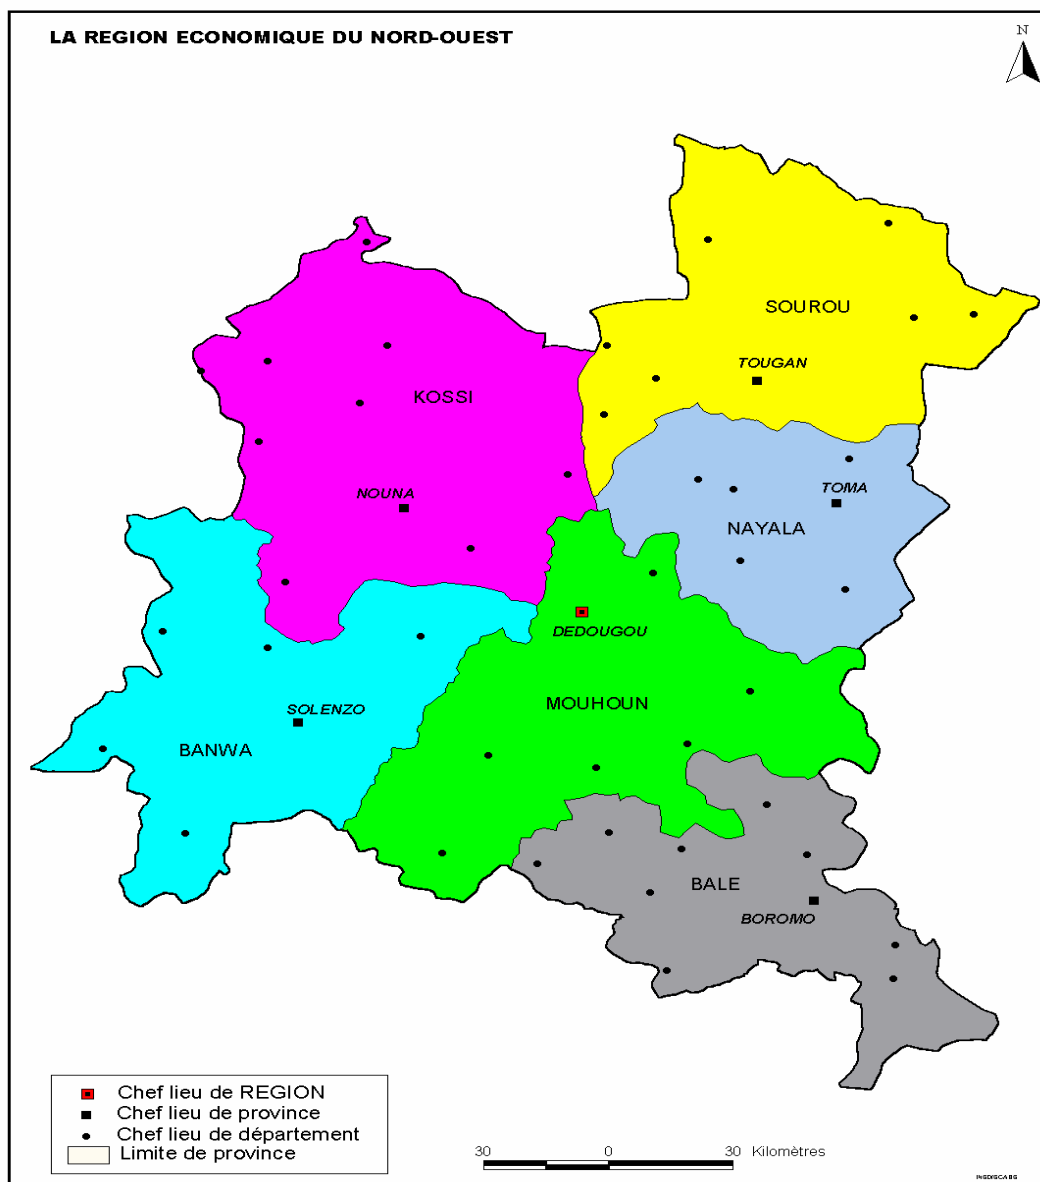 LA REGION ECONOMIQUE DU NORD-OUEST
N
SOUROU
TOUGAN
KOSSI
NOUNA
TOMA
NAYALA
DEDOUGOU
MOUHOUN
SOLENZO
BANWA
BALE
BOROMO
Chef lieu de REGION
Chef lieu de province
Chef lieu de département
Limite de province
30 0 30 Kilomètres